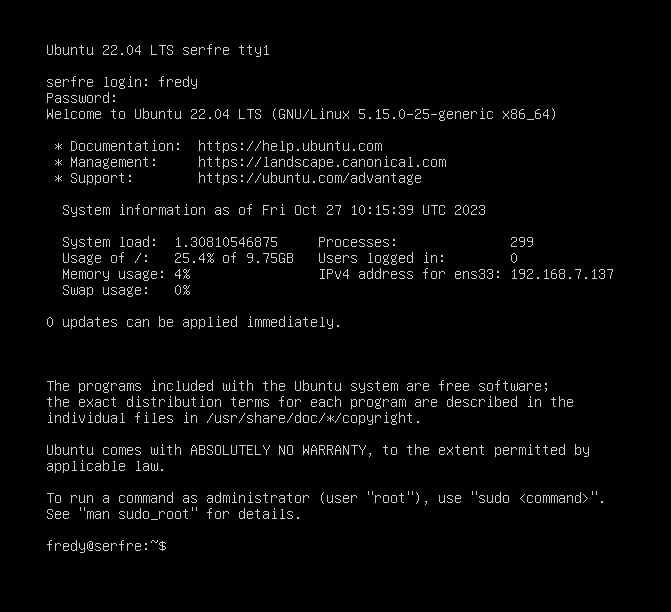 Ubuntu 22.04 LTS serfre tty1
serfre login: fredy
Password:
Welcome to Ubuntu 22.04 LTS (GNU/Linux 5.15.0-25-generic x86_64)
* Documentation:  https://help.ubuntu.com
* Management:     https://landscape.canonical.com
* Support:        https://ubuntu.com/advantage
System information as of Fri Oct 27 10:15:39 UTC 2023
System load:  1.30810546875     Processes:              299
Usage of /:   25.4% of 9.75GB   Users logged in:        0
Memory usage: 4%                IPv4 address for ens33: 192.168.7.137
Swap usage:   0%
0 updates can be applied immediately.
The programs included with the Ubuntu system are free software;
the exact distribution terms for each program are described in the
individual files in /usr/share/doc/*/copyright.
Ubuntu comes with ABSOLUTELY NO WARRANTY, to the extent permitted by
applicable law.
To run a command as administrator (user "root"), use "sudo <command>".
See "man sudo_root" for details.
fredy@serfre:~$